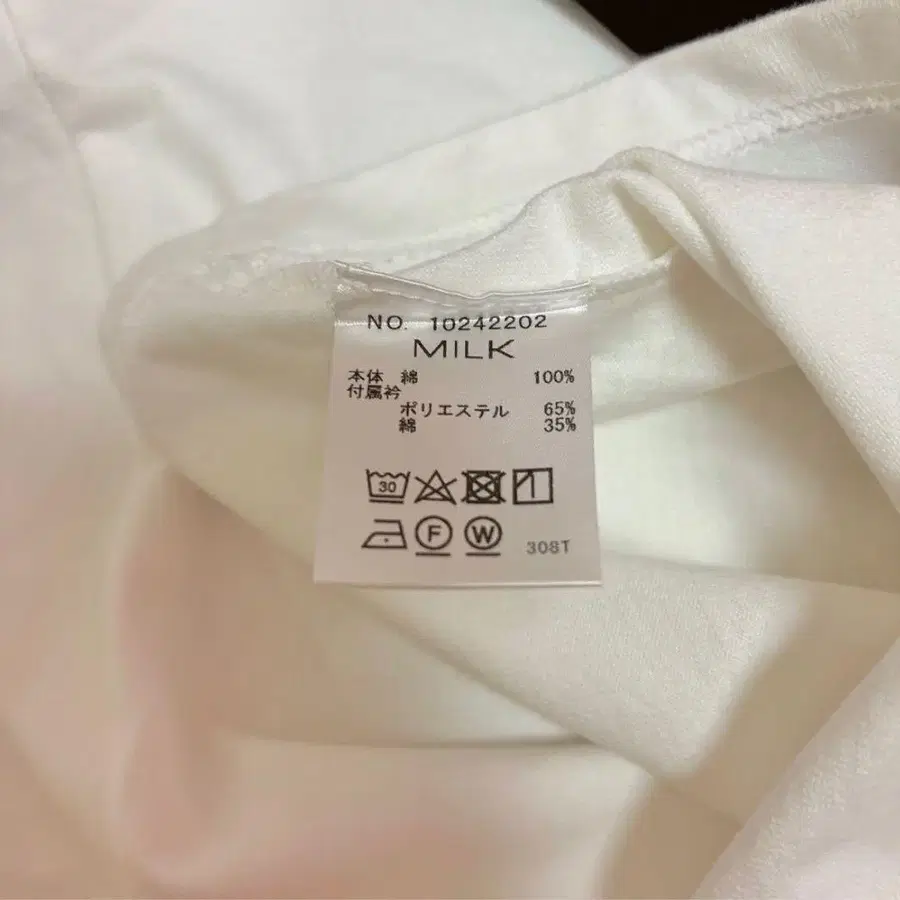 NO. 10242202
MILK
本体 綿 100%
付属衿
ポリエステル 65%
綿 35%
30
F W 308T